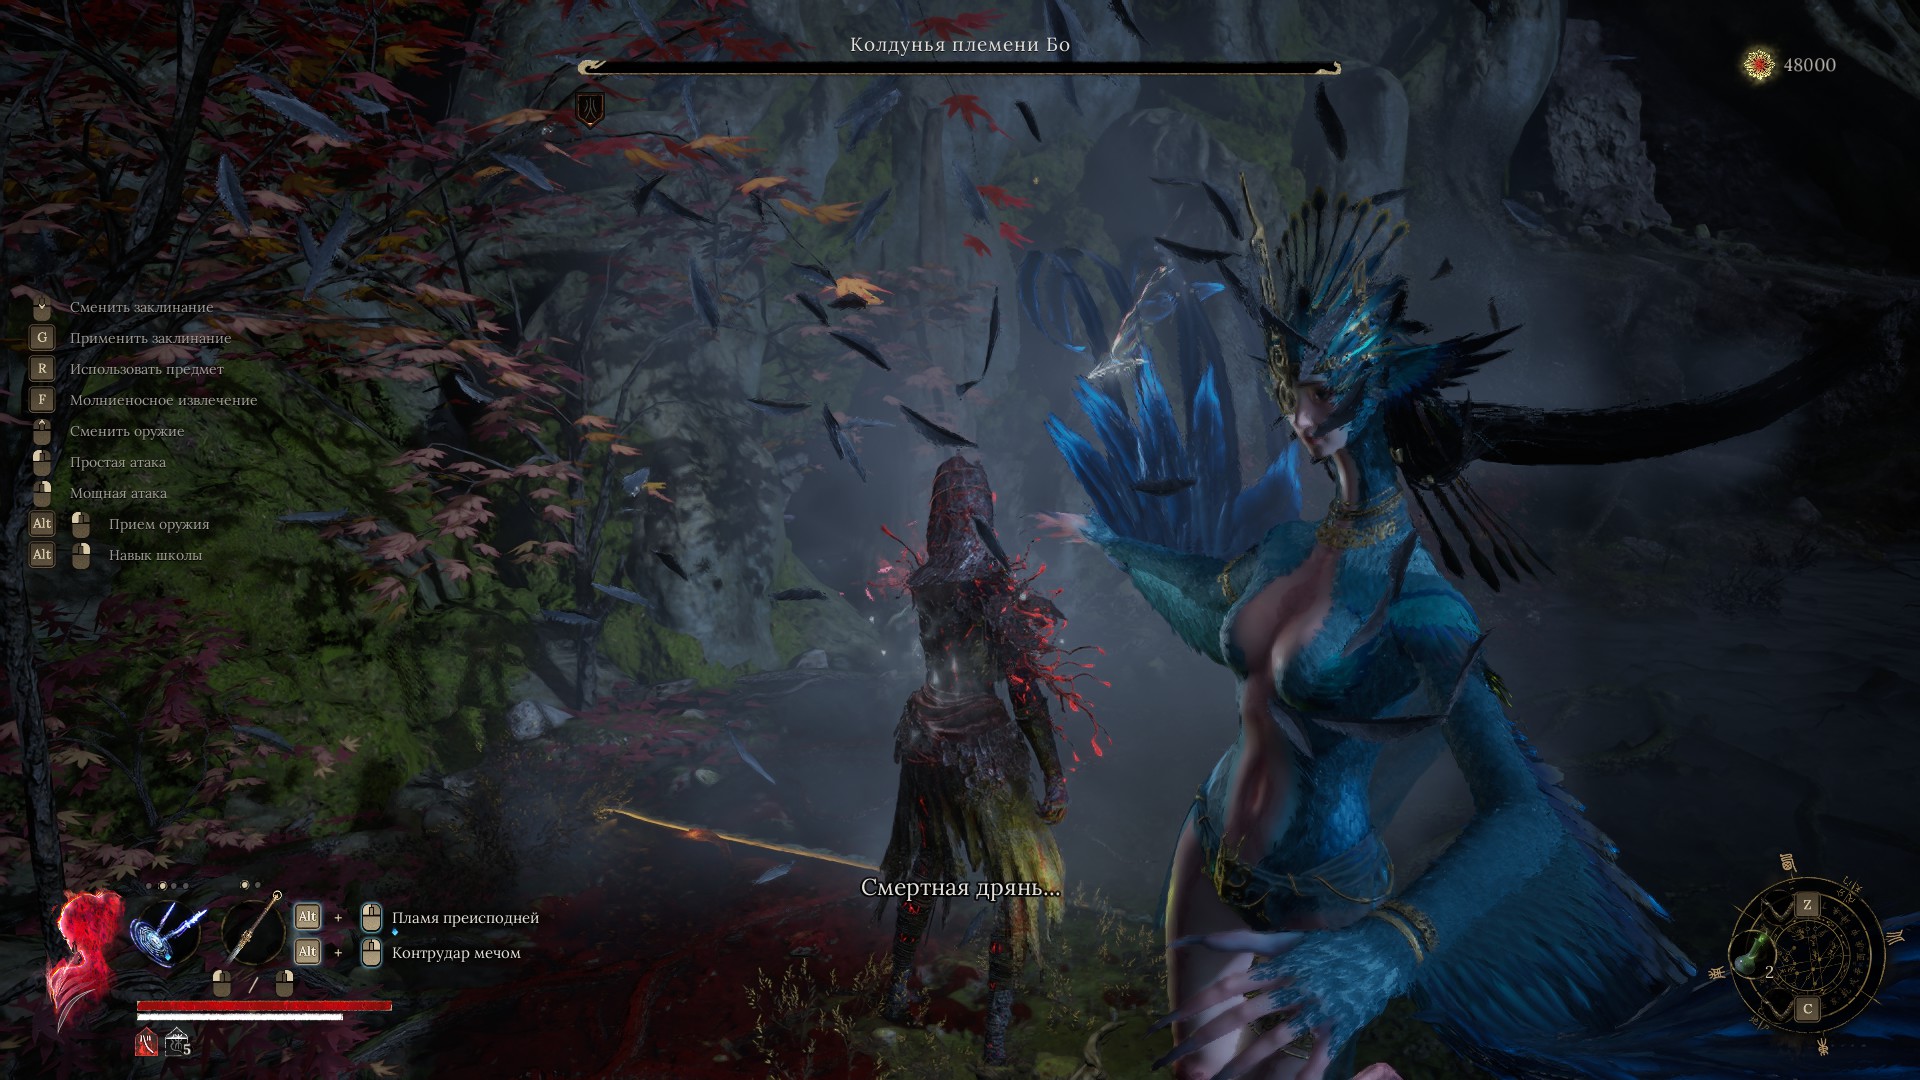 Колдунья племени Бо
48000
Сменить заклинание
G Применить заклинание
R Использовать предмет
F Молниеносное извлечение
Сменить оружие
Простая атака
Мощная атака
Alt Прием оружия
Alt Навык школы
Смертная дрянь...
Alt + Пламя преисподней
Alt + Контрудар мечом
/
5
Z
2
C